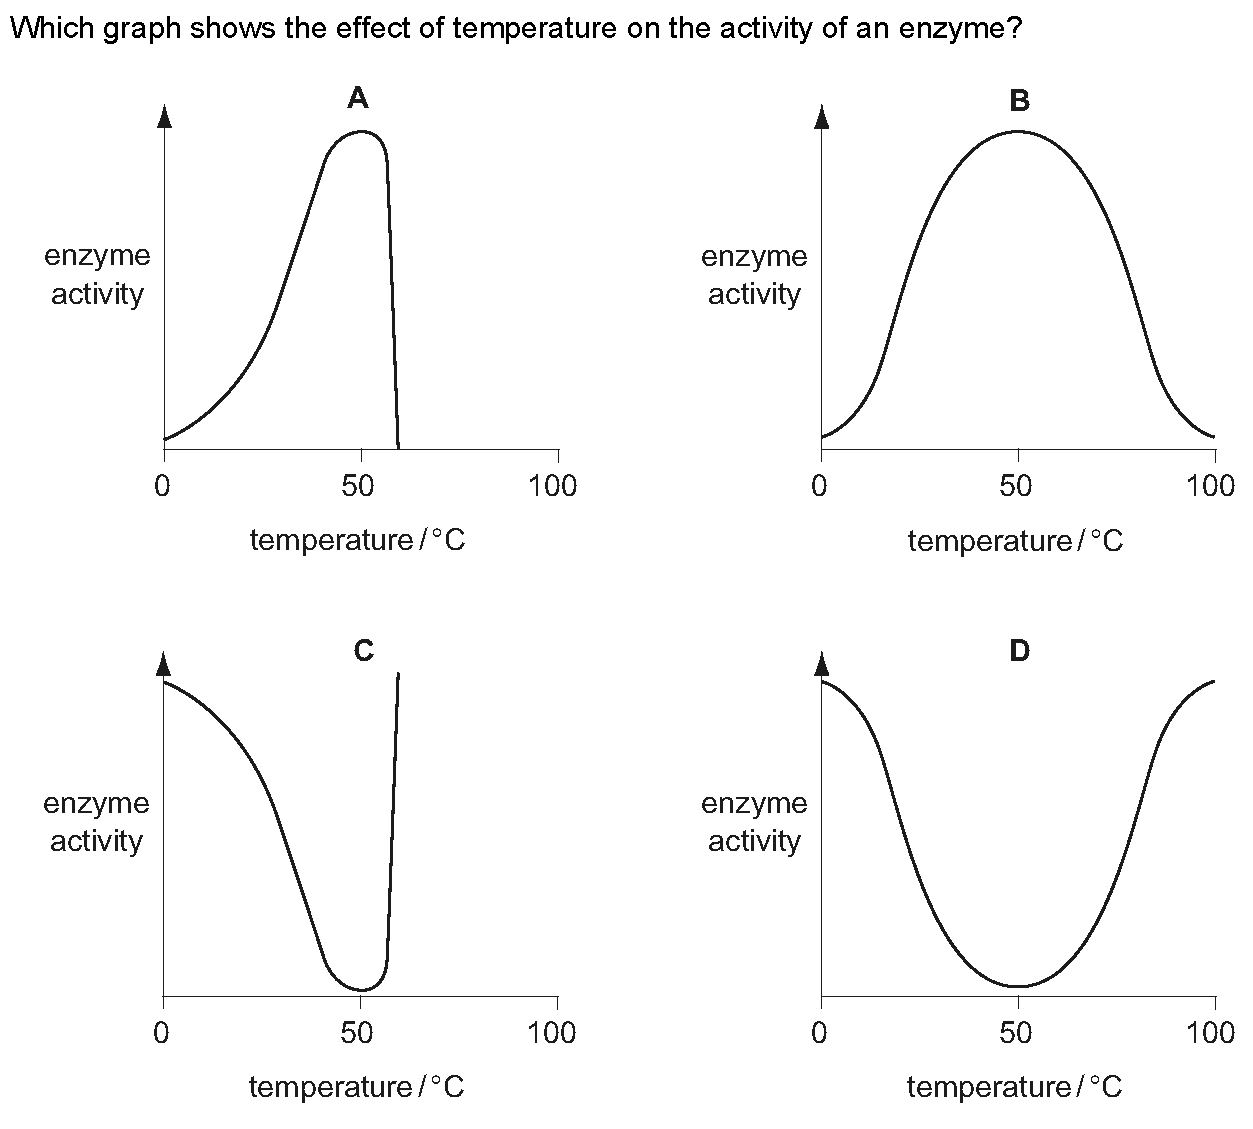 Which graph shows the effect of temperature on the activity of an enzyme?
A
enzyme
activity
0 50 100
temperature / °C
B
enzyme
activity
0 50 100
temperature / °C
C
enzyme
activity
0 50 100
temperature / °C
D
enzyme
activity
0 50 100
temperature / °C